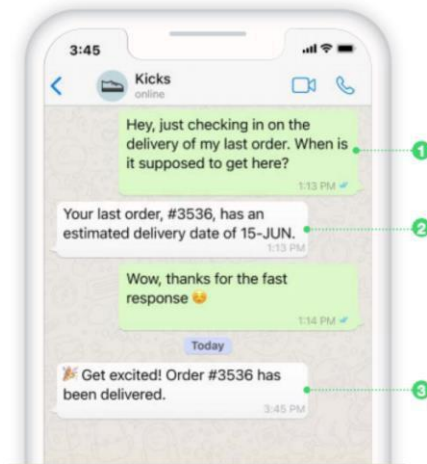 3:45
Kicks
online
Hey, just checking in on the
delivery of my last order. When is
it supposed to get here?
1:13 PM
1
Your last order, #3536, has an
estimated delivery date of 15-JUN.
1:13 PM
2
Wow, thanks for the fast
response ☺️
1:14 PM
Today
🎉 Get excited! Order #3536 has
been delivered.
3:45 PM
3